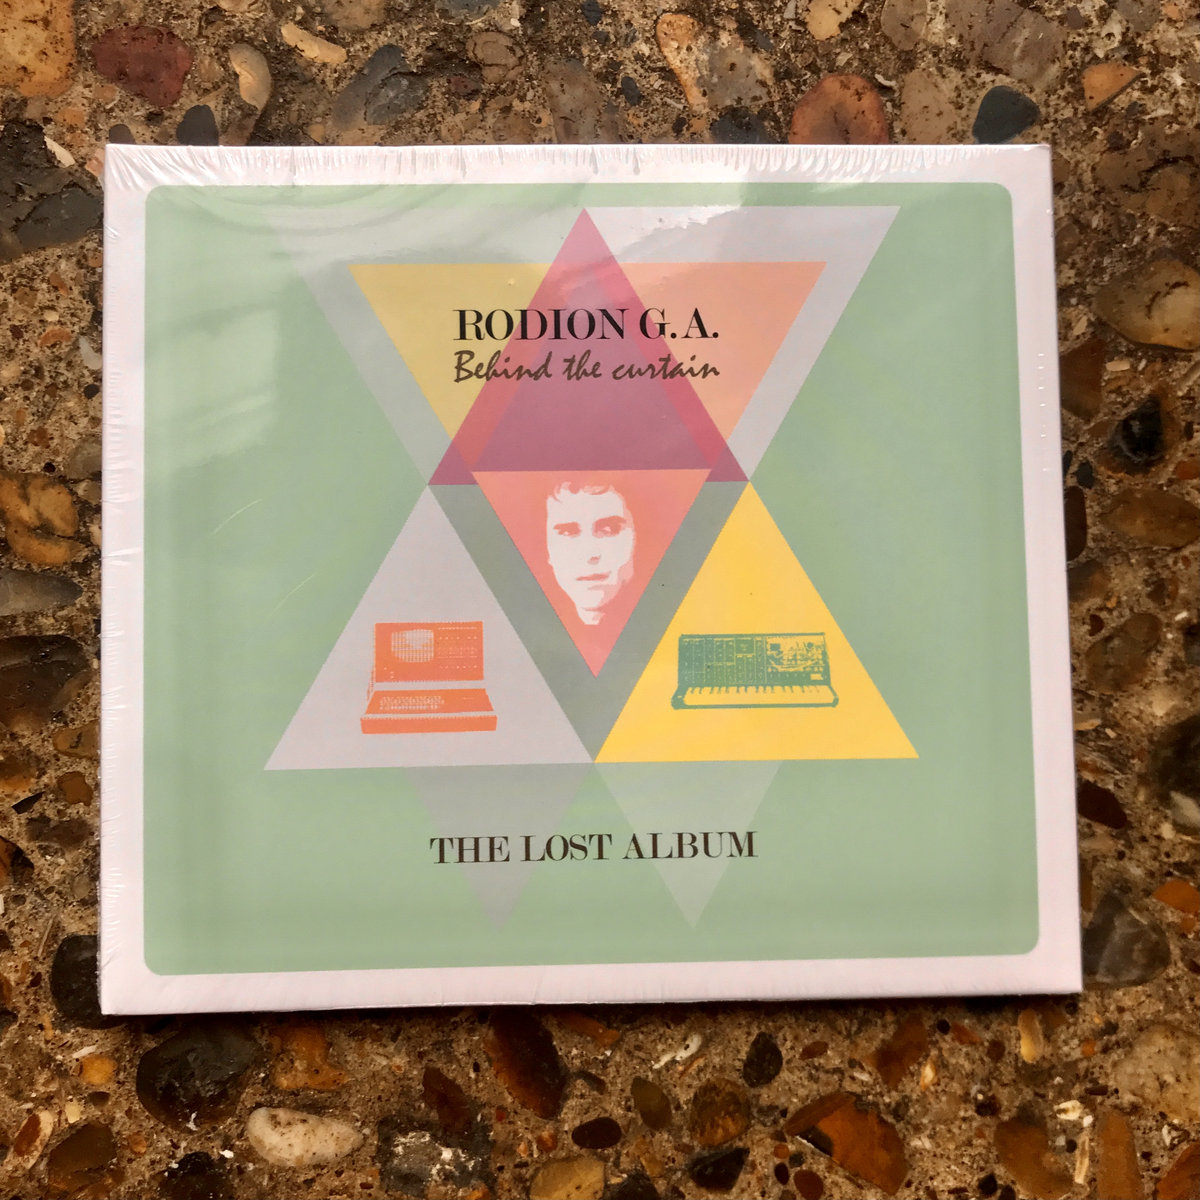 RODION G.A.
Behind the curtain
THE LOST ALBUM